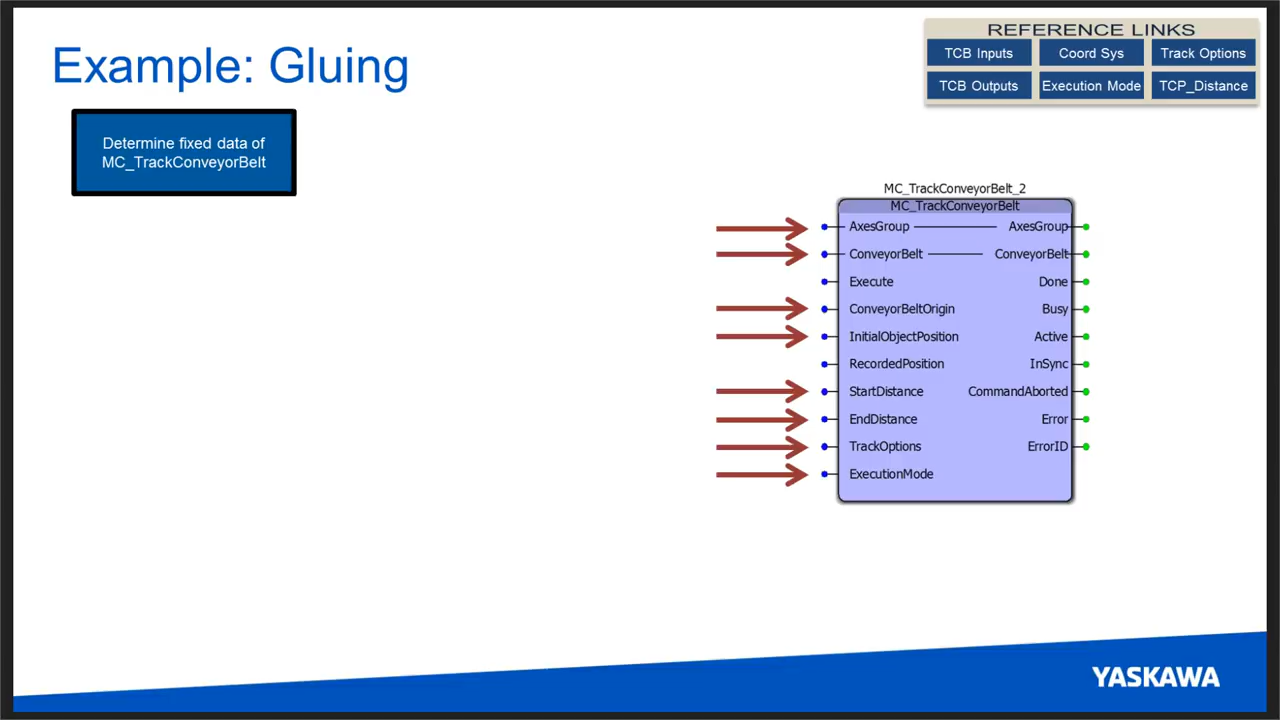 Example: Gluing
REFERENCE LINKS
TCB Inputs
Coord Sys
Track Options
TCB Outputs
Execution Mode
TCP_Distance
Determine fixed data of
MC_TrackConveyorBelt
MC_TrackConveyorBelt_2
MC_TrackConveyorBelt
AxesGroup AxesGroup
ConveyorBelt ConveyorBelt
Execute Done
ConveyorBeltOrigin Busy
InitialObjectPosition Active
RecordedPosition InSync
StartDistance CommandAborted
EndDistance Error
TrackOptions ErrorID
ExecutionMode
YASKAWA